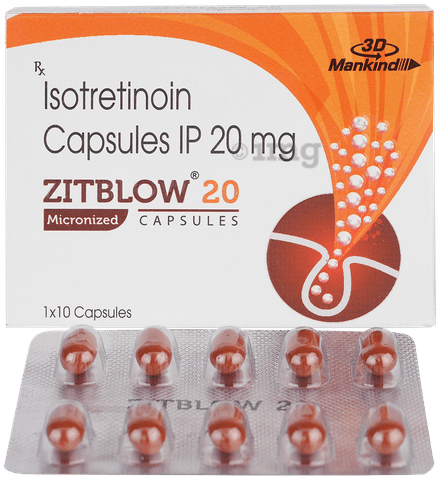 3D
Mankind
Rx
Isotretinoin
Capsules IP 20 mg
ZITBLOW® 20
Micronized CAPSULES
1x10 Capsules
ZITBLOW 20